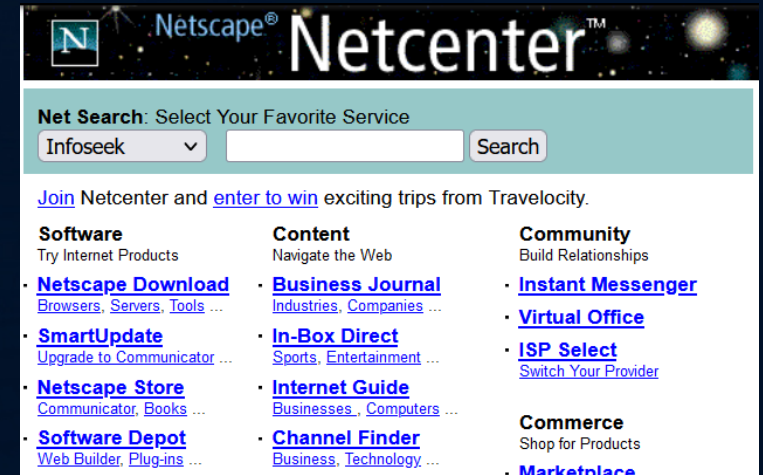 N Netscape® Netcenter™
Net Search: Select Your Favorite Service
Infoseek Search
Join Netcenter and enter to win exciting trips from Travelocity.
Software
Try Internet Products
· Netscape Download
Browsers, Servers, Tools ...
· SmartUpdate
Upgrade to Communicator ...
· Netscape Store
Communicator, Books ...
· Software Depot
Web Builder, Plug-ins ...
Content
Navigate the Web
· Business Journal
Industries, Companies ...
· In-Box Direct
Sports, Entertainment ...
· Internet Guide
Businesses , Computers ...
· Channel Finder
Business, Technology ...
Community
Build Relationships
· Instant Messenger
· Virtual Office
· ISP Select
Switch Your Provider
Commerce
Shop for Products
· Marketplace